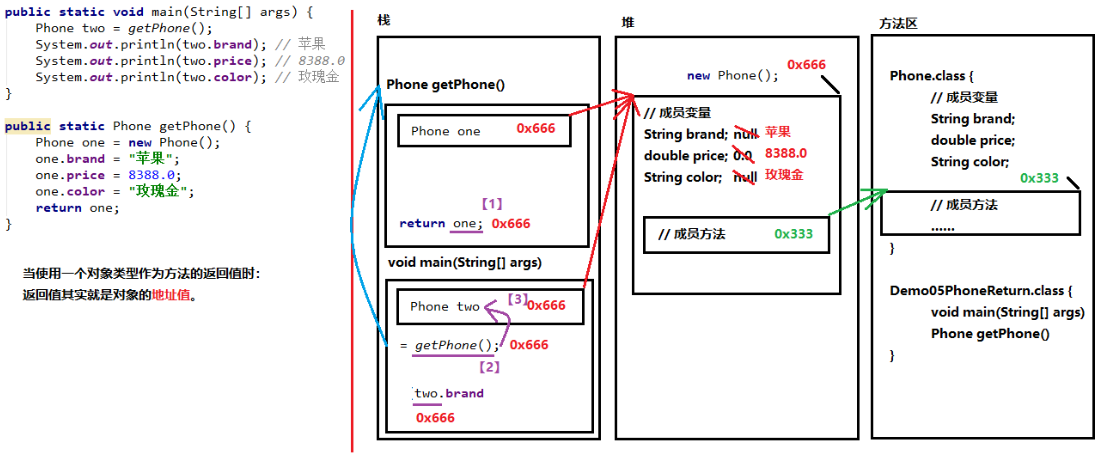 public static void main(String[] args) {
Phone two = getPhone();
System.out.println(two.brand); // 苹果
System.out.println(two.price); // 8388.0
System.out.println(two.color); // 玫瑰金
}
public static Phone getPhone() {
Phone one = new Phone();
one.brand = "苹果";
one.price = 8388.0;
one.color = "玫瑰金";
return one;
}
当使用一个对象类型作为方法的返回值时：
返回值其实就是对象的地址值。
栈
Phone getPhone()
Phone one 0x666
【1】
return one; 0x666
void main(String[] args)
Phone two 【3】 0x666
= getPhone(); 0x666
【2】
two.brand
0x666
堆
new Phone(); 0x666
// 成员变量
String brand; null 苹果
double price; 0.0 8388.0
String color; null 玫瑰金
// 成员方法 0x333
方法区
Phone.class {
// 成员变量
String brand;
double price;
String color;
0x333
// 成员方法
......
}
Demo05PhoneReturn.class {
void main(String[] args)
Phone getPhone()
}